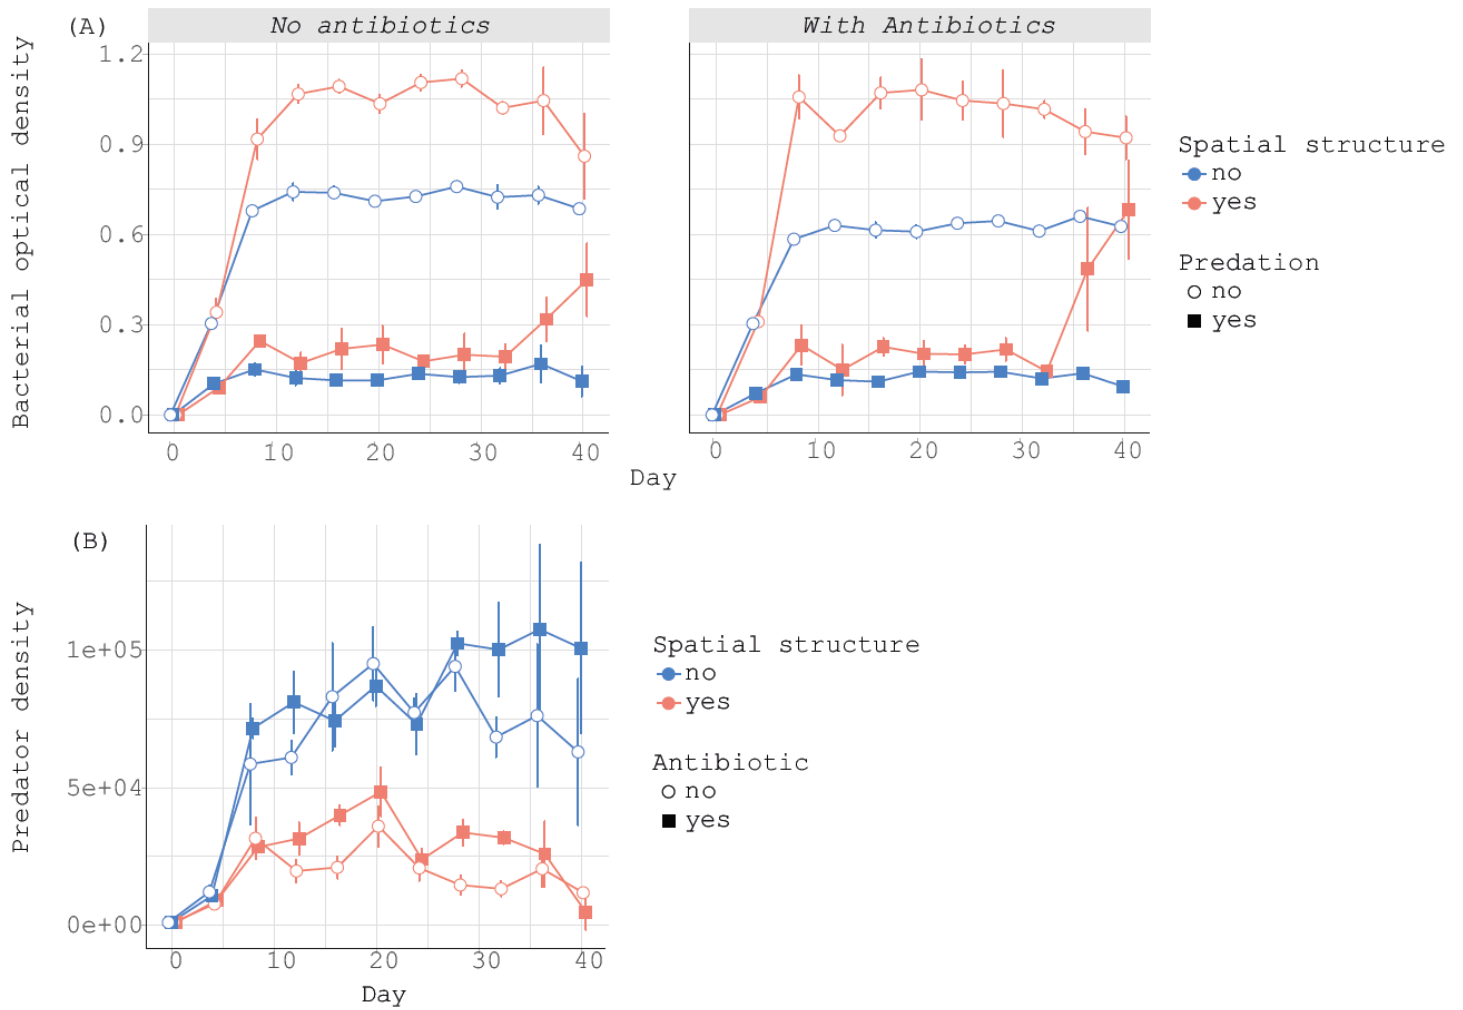 (A)
No antibiotics
With Antibiotics
Bacterial optical density
1.2
0.9
0.6
0.3
0.0
0 10 20 30 40
0 10 20 30 40
Day
Spatial structure
no
yes
Predation
no
yes
(B)
Predator density
1e+05
5e+04
0e+00
0 10 20 30 40
Day
Spatial structure
no
yes
Antibiotic
no
yes